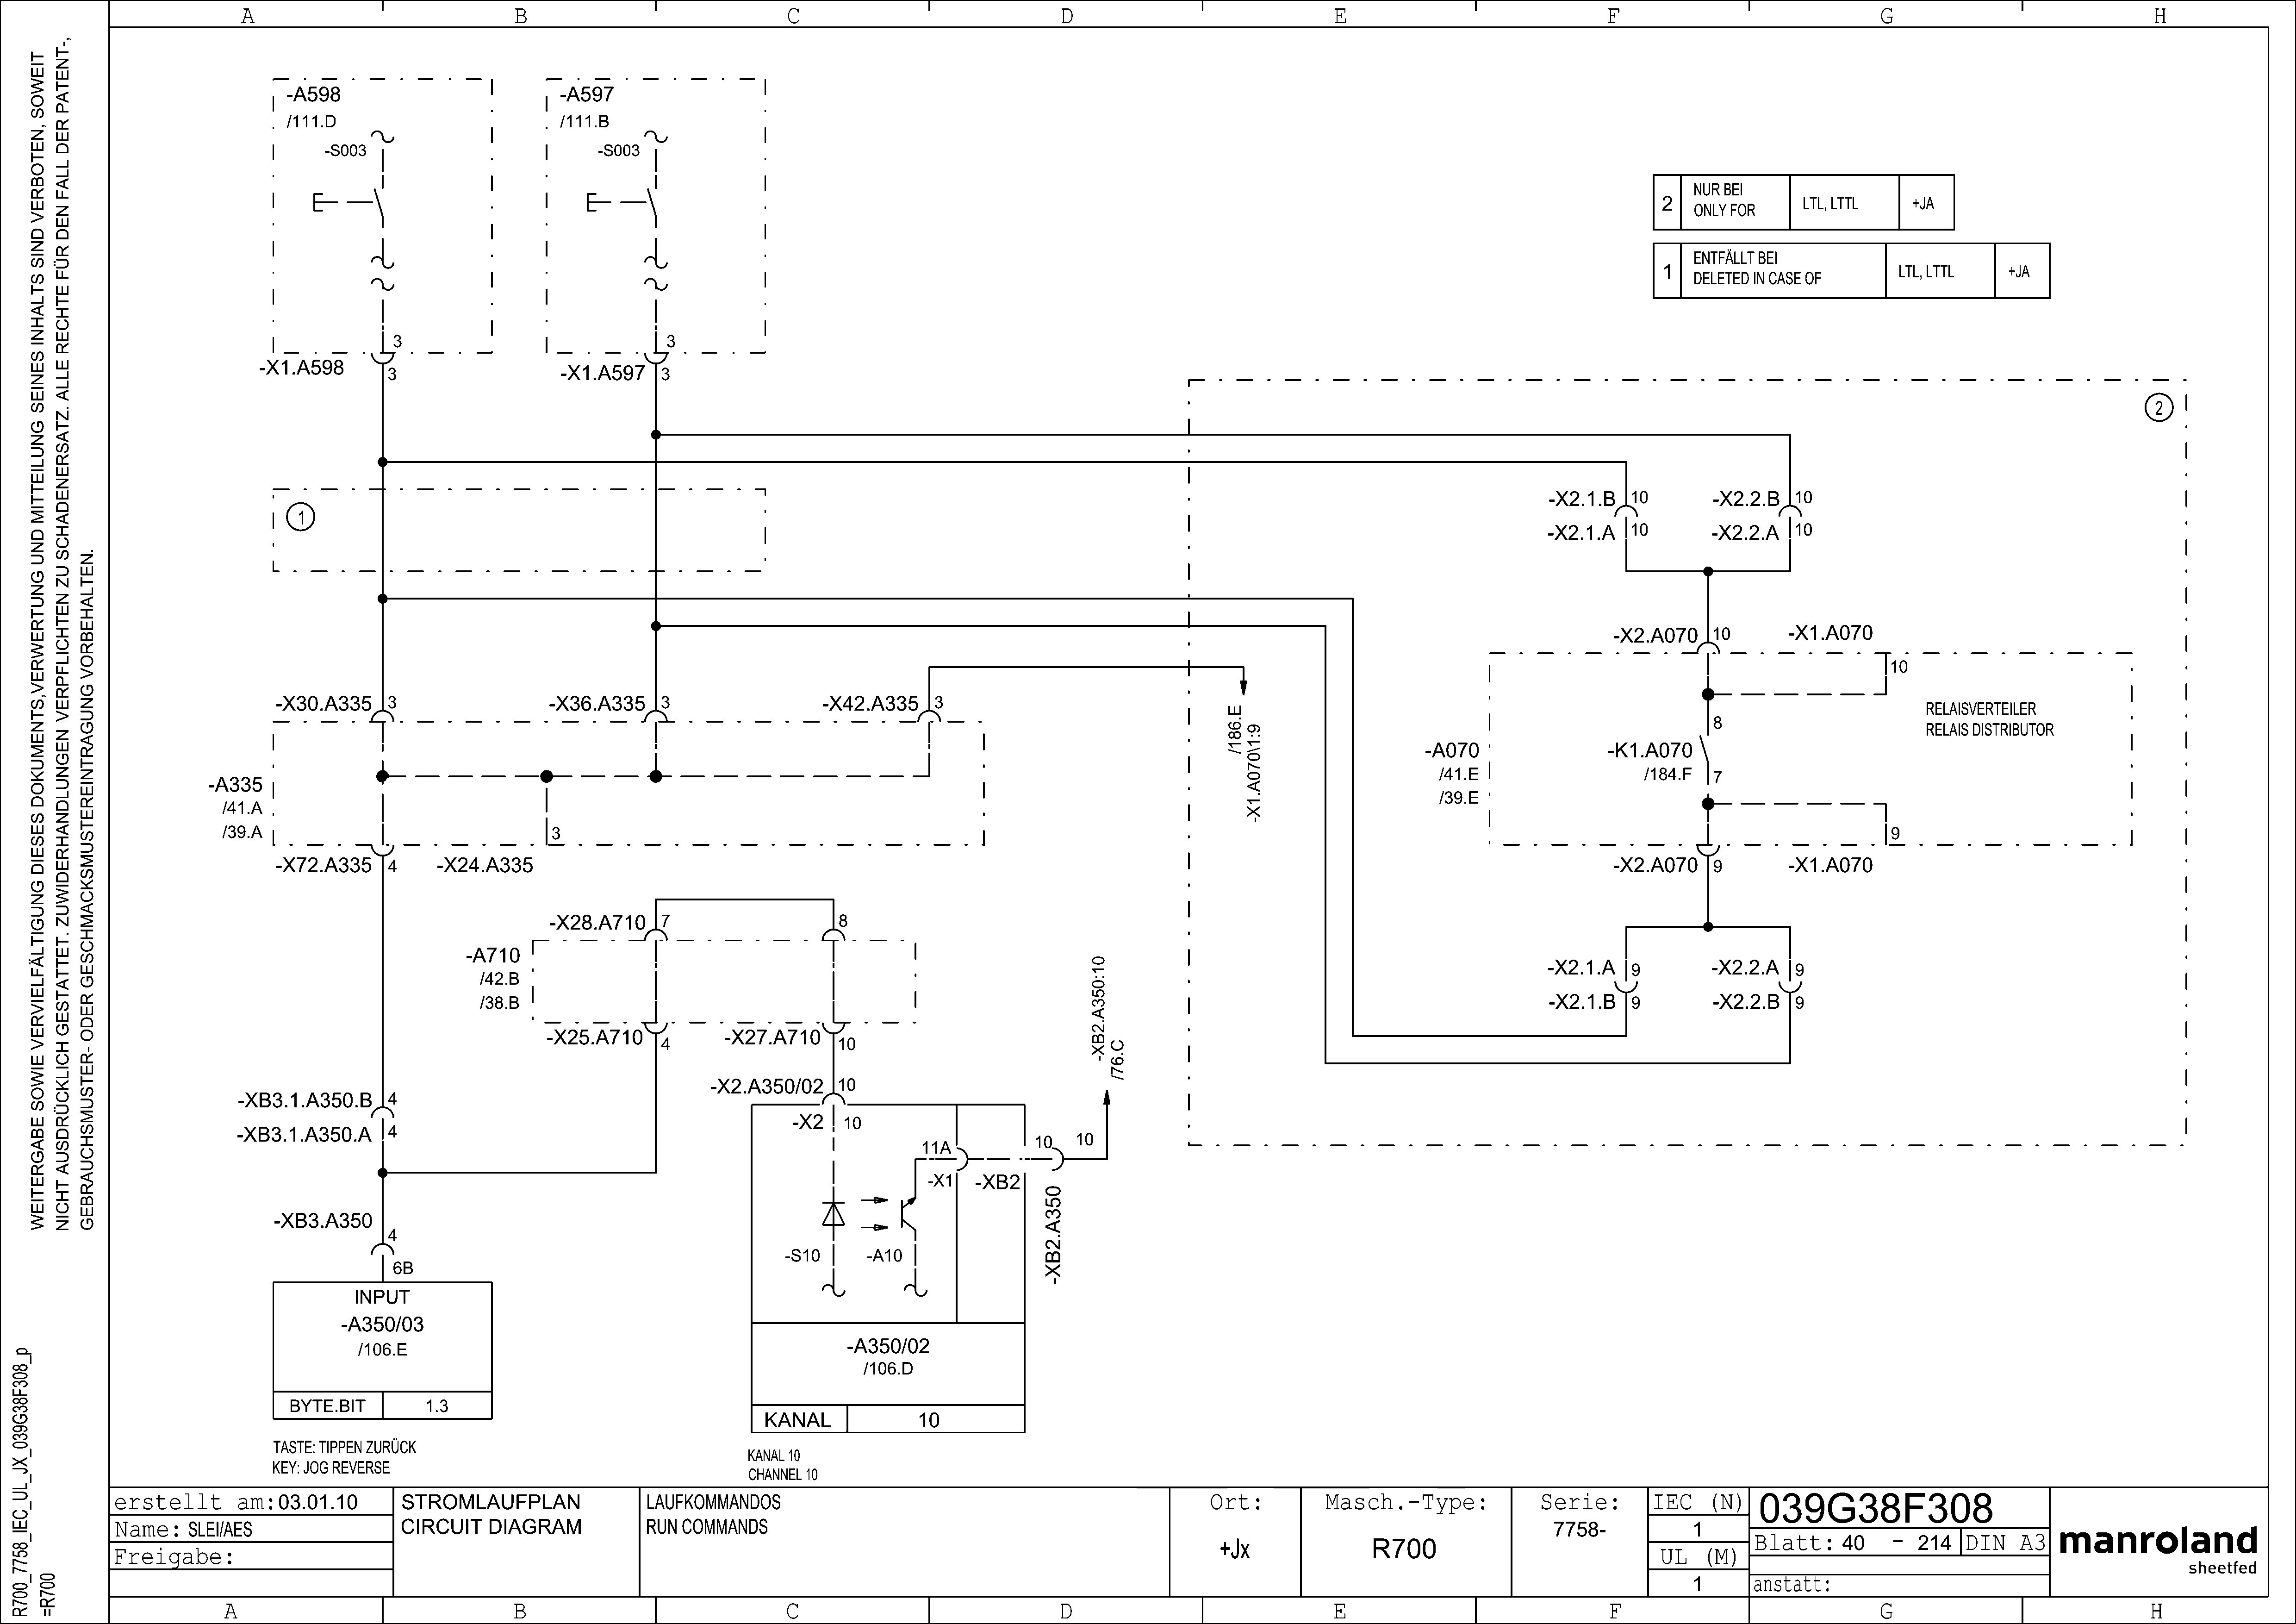 A B C D E F G H
WEITERGABE SOWIE VERVIELFÄLTIGUNG DIESES DOKUMENTS,VERWERTUNG UND MITTEILUNG SEINES INHALTS SIND VERBOTEN, SOWEIT
NICHT AUSDRÜCKLICH GESTATTET. ZUWIDERHANDLUNGEN VERPFLICHTEN ZU SCHADENERSATZ. ALLE RECHTE FÜR DEN FALL DER PATENT-,
GEBRAUCHSMUSTER- ODER GESCHMACKSMUSTEREINTRAGUNG VORBEHALTEN.
R700_7758_IEC_UL_JX_039G38F308_p
=R700
-A598
/111.D
-S003
3
-X1.A598
3
-A597
/111.B
-S003
3
-X1.A597
3
2
NUR BEI
ONLY FOR
LTL, LTTL
+JA
1
ENTFÄLLT BEI
DELETED IN CASE OF
LTL, LTTL
+JA
2
1
-X2.1.B 10
-X2.1.A 10
-X2.2.B 10
-X2.2.A 10
-X2.A070 10
-X1.A070
10
RELAISVERTEILER
RELAIS DISTRIBUTOR
8
-A070
/41.E
/39.E
-K1.A070
/184.F
7
9
-X2.A070 9
-X1.A070
-X2.1.A 9
-X2.1.B 9
-X2.2.A 9
-X2.2.B 9
-X30.A335 3
-X36.A335 3
-X42.A335 3
/186.E
-X1.A070\1:9
-A335
/41.A
/39.A
3
-X72.A335 4
-X24.A335
-X28.A710 7
8
-A710
/42.B
/38.B
-X25.A710 4
-X27.A710 10
-X2.A350/02 10
-X2 10
-XB2.A350:10
/76.C
11A
-X1
-XB2
10
10
-XB2.A350
-S10
-A10
-A350/02
/106.D
KANAL 10
KANAL 10
CHANNEL 10
-XB3.1.A350.B 4
-XB3.1.A350.A 4
-XB3.A350
4
6B
INPUT
-A350/03
/106.E
BYTE.BIT 1.3
TASTE: TIPPEN ZURÜCK
KEY: JOG REVERSE
erstellt am: 03.01.10
Name: SLEI/AES
Freigabe:
STROMLAUFPLAN
CIRCUIT DIAGRAM
LAUFKOMMANDOS
RUN COMMANDS
Ort:
+Jx
Masch.-Type:
R700
Serie:
7758-
IEC (N)
1
UL (M)
1
039G38F308
Blatt: 40 - 214 DIN A3
anstatt:
manroland
sheetfed
A B C D E F G H